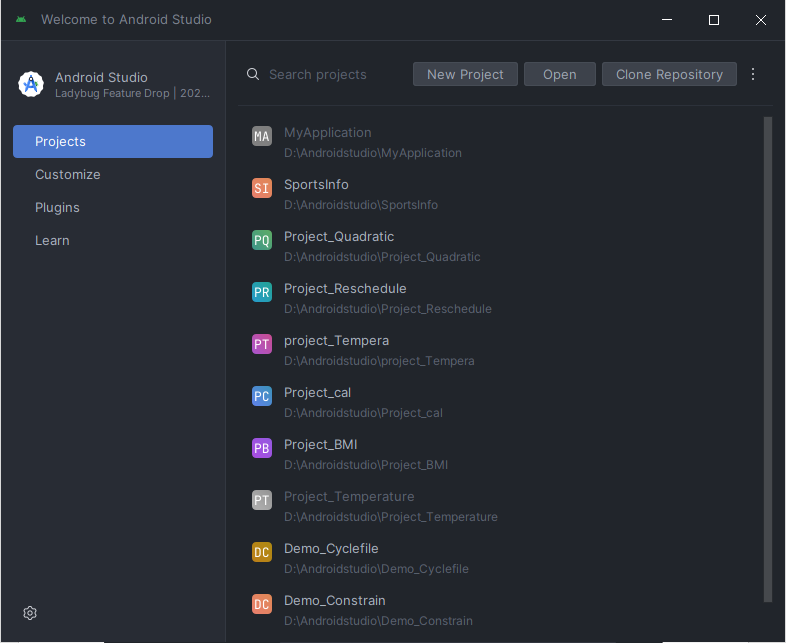 Welcome to Android Studio
Android Studio
Ladybug Feature Drop | 202...
Projects
Customize
Plugins
Learn
Search projects
New Project
Open
Clone Repository
MA
MyApplication
D:\Androidstudio\MyApplication
SI
SportsInfo
D:\Androidstudio\SportsInfo
PQ
Project_Quadratic
D:\Androidstudio\Project_Quadratic
PR
Project_Reschedule
D:\Androidstudio\Project_Reschedule
PT
project_Tempera
D:\Androidstudio\project_Tempera
PC
Project_cal
D:\Androidstudio\Project_cal
PB
Project_BMI
D:\Androidstudio\Project_BMI
PT
Project_Temperature
D:\Androidstudio\Project_Temperature
DC
Demo_Cyclefile
D:\Androidstudio\Demo_Cyclefile
DC
Demo_Constrain
D:\Androidstudio\Demo_Constrain